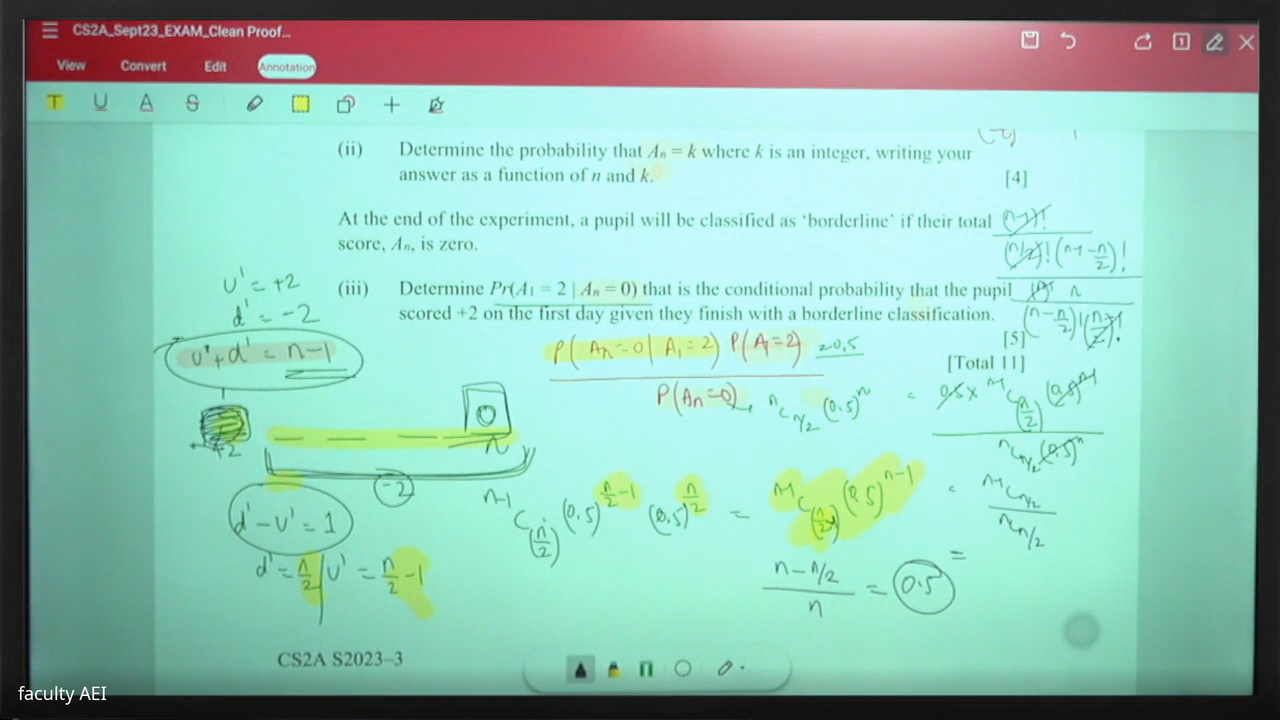 CS2A_Sept23_EXAM_Clean Proof...
View Convert Edit Annotation
(ii) Determine the probability that Aₙ = k where k is an integer, writing your
answer as a function of n and k.
[4]
At the end of the experiment, a pupil will be classified as ‘borderline’ if their total
score, Aₙ, is zero.
(iii) Determine Pr(A₁ = 2 | Aₙ = 0) that is the conditional probability that the pupil
scored +2 on the first day given they finish with a borderline classification.
[5]
[Total 11]
U' = +2
d' = -2
U' + d' = n-1
P(An=0 | A₁=2) P(A₁=2) 0.5
P(An=0) → ⁿC n/2 (0.5)ⁿ
+2
n
-2
d' - U' = 1
d' = n/2 U' = n/2 - 1
n-1 C (n/2) (0.5) n/2 - 1 (0.5) n/2 = n-1 C (n/2) (0.5) n-1
n - n/2
n
= 0.5
CS2A S2023–3
faculty AEI